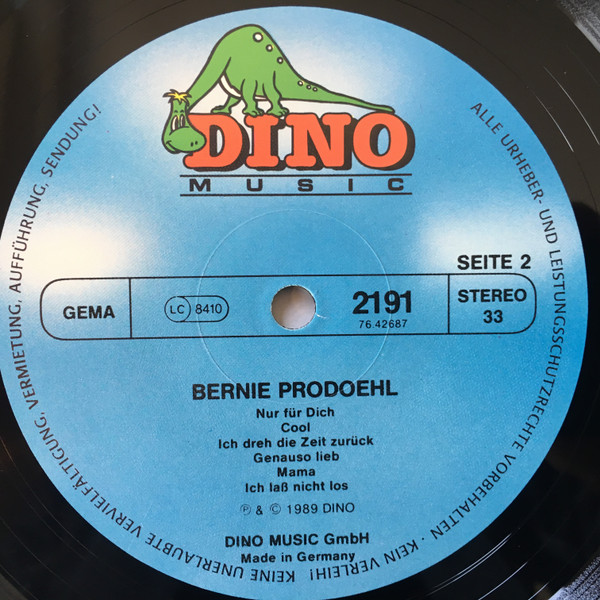 DINO
MUSIC
SEITE 2
GEMA
LC 8410
2191
76.42687
STEREO
33
BERNIE PRODOEHL
Nur für Dich
Cool
Ich dreh die Zeit zurück
Genauso lieb
Mama
Ich laß nicht los
℗ & © 1989 DINO
DINO MUSIC GmbH
Made in Germany
ALLE URHEBER- UND LEISTUNGSSCHUTZRECHTE VORBEHALTEN · KEIN VERLEIH! KEINE UNERLAUBTE VERVIELFÄLTIGUNG, VERMIETUNG, AUFFÜHRUNG, SENDUNG!